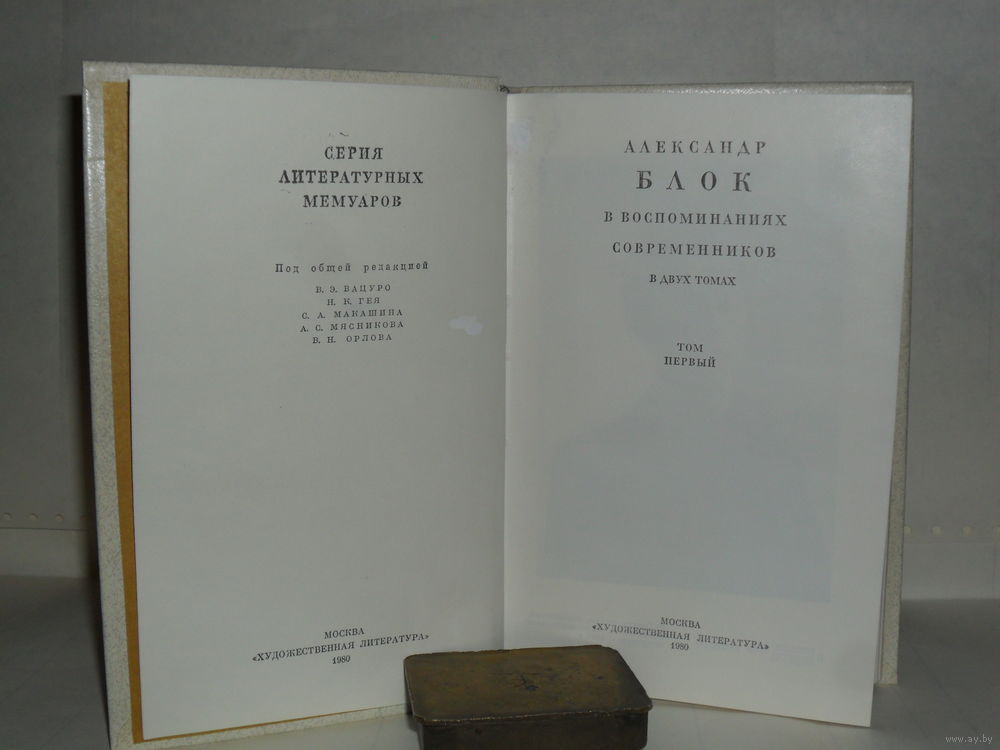 СЕРИЯ
ЛИТЕРАТУРНЫХ
МЕМУАРОВ
Под общей редакцией
В. Э. ВАЦУРО
Н. К. ГЕЯ
С. А. МАКАШИНА
А. С. МЯСНИКОВА
В. Н. ОРЛОВА
МОСКВА
«ХУДОЖЕСТВЕННАЯ ЛИТЕРАТУРА»
1980
АЛЕКСАНДР
БЛОК
В ВОСПОМИНАНИЯХ
СОВРЕМЕННИКОВ
В ДВУХ ТОМАХ
ТОМ
ПЕРВЫЙ
МОСКВА
«ХУДОЖЕСТВЕННАЯ ЛИТЕРАТУРА»
1980
www.ay.by